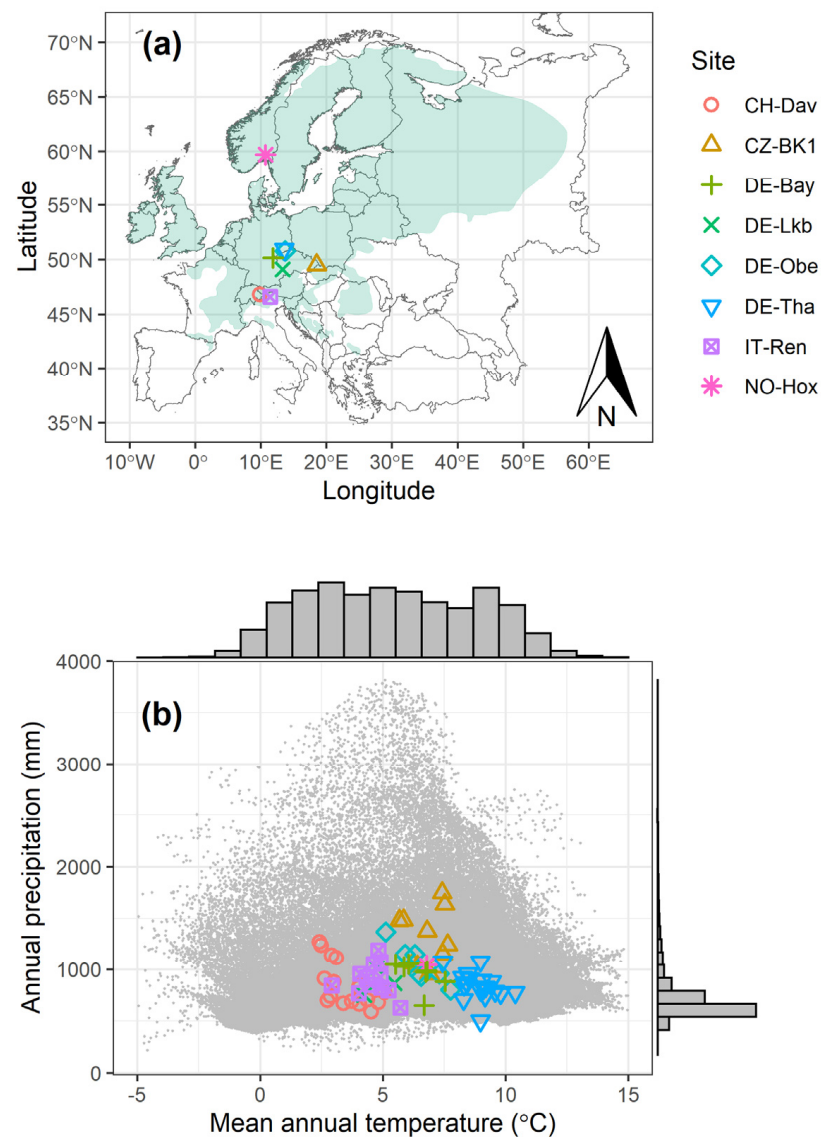 (a)
70°N
65°N
60°N
55°N
50°N
45°N
40°N
35°N
Latitude
10°W 0° 10°E 20°E 30°E 40°E 50°E 60°E
Longitude
N
Site
CH-Dav
CZ-BK1
DE-Bay
DE-Lkb
DE-Obe
DE-Tha
IT-Ren
NO-Hox
(b)
4000
3000
2000
1000
0
Annual precipitation (mm)
-5 0 5 10 15
Mean annual temperature (°C)